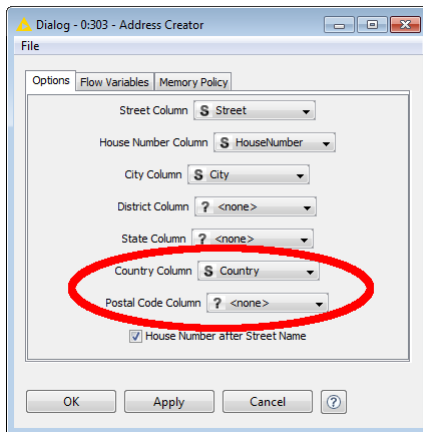 Dialog - 0:303 - Address Creator
File
Options Flow Variables Memory Policy
Street Column S Street
House Number Column S HouseNumber
City Column S City
District Column ? <none>
State Column ? <none>
Country Column S Country
Postal Code Column ? <none>
House Number after Street Name
OK Apply Cancel ?